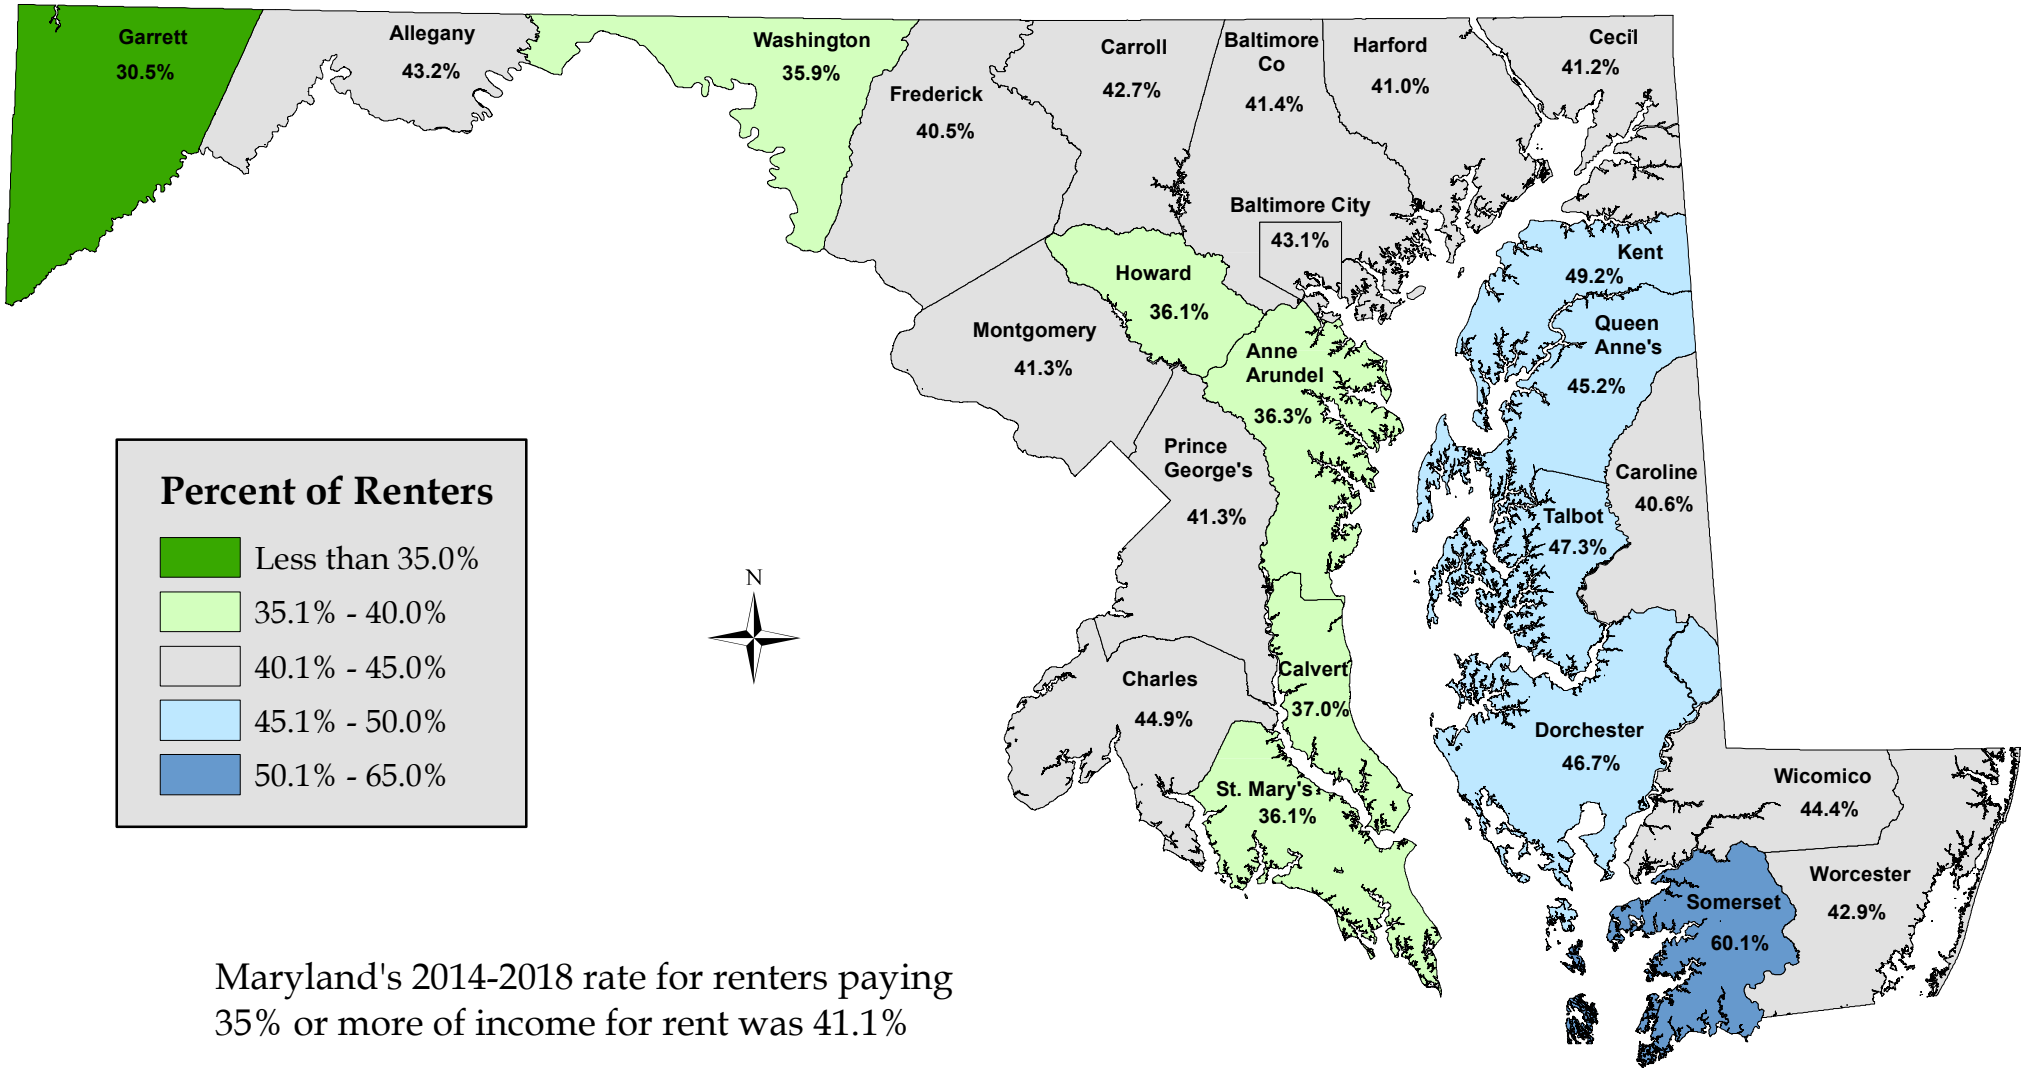 Garrett
30.5%
Allegany
43.2%
Washington
35.9%
Frederick
40.5%
Carroll
42.7%
Baltimore
Co
41.4%
Harford
41.0%
Cecil
41.2%
Baltimore City
43.1%
Howard
36.1%
Montgomery
41.3%
Anne
Arundel
36.3%
Prince
George's
41.3%
Kent
49.2%
Queen
Anne's
45.2%
Caroline
40.6%
Talbot
47.3%
Calvert
37.0%
Charles
44.9%
St. Mary's
36.1%
Dorchester
46.7%
Wicomico
44.4%
Worcester
42.9%
Somerset
60.1%
Percent of Renters
Less than 35.0%
35.1% - 40.0%
40.1% - 45.0%
45.1% - 50.0%
50.1% - 65.0%
N
Maryland's 2014-2018 rate for renters paying
35% or more of income for rent was 41.1%